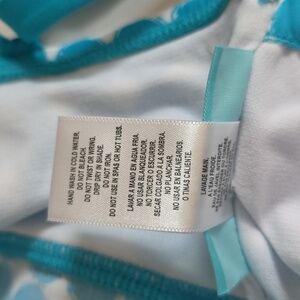 HAND WASH IN COLD WATER.
DO NOT BLEACH.
DO NOT TWIST OR WRING.
DRIP DRY IN SHADE.
DO NOT IRON.
DO NOT USE IN SPAS OR HOT TUBS.
LAVAR A MANO EN AGUA FRIA.
NO USAR BLANQUEADOR.
NO TORCER O ESCURRIR.
SECAR COLGADO A LA SOMBRA.
NO PLANCHAR.
NO USAR EN BALNEARIOS,
O TINAS CALIENTE.
LAVAGE MAIN,